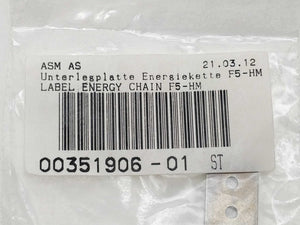 ASM AS 21.03.12
Unterlegplatte Energiekette F5-HM
LABEL ENERGY CHAIN F5-HM
00351906-01 ST